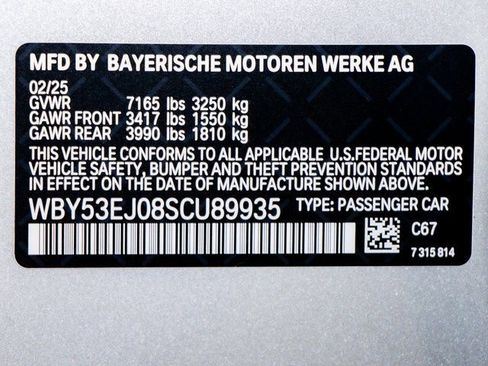 MFD BY BAYERISCHE MOTOREN WERKE AG
02/25
GVWR 7165 lbs 3250 kg
GAWR FRONT 3417 lbs 1550 kg
GAWR REAR 3990 lbs 1810 kg
THIS VEHICLE CONFORMS TO ALL APPLICABLE U.S.FEDERAL MOTOR
VEHICLE SAFETY, BUMPER, AND THEFT PREVENTION STANDARDS
IN EFFECT ON THE DATE OF MANUFACTURE SHOWN ABOVE.
WBY53EJ08SCU89935 TYPE: PASSENGER CAR
C67
7 315 814